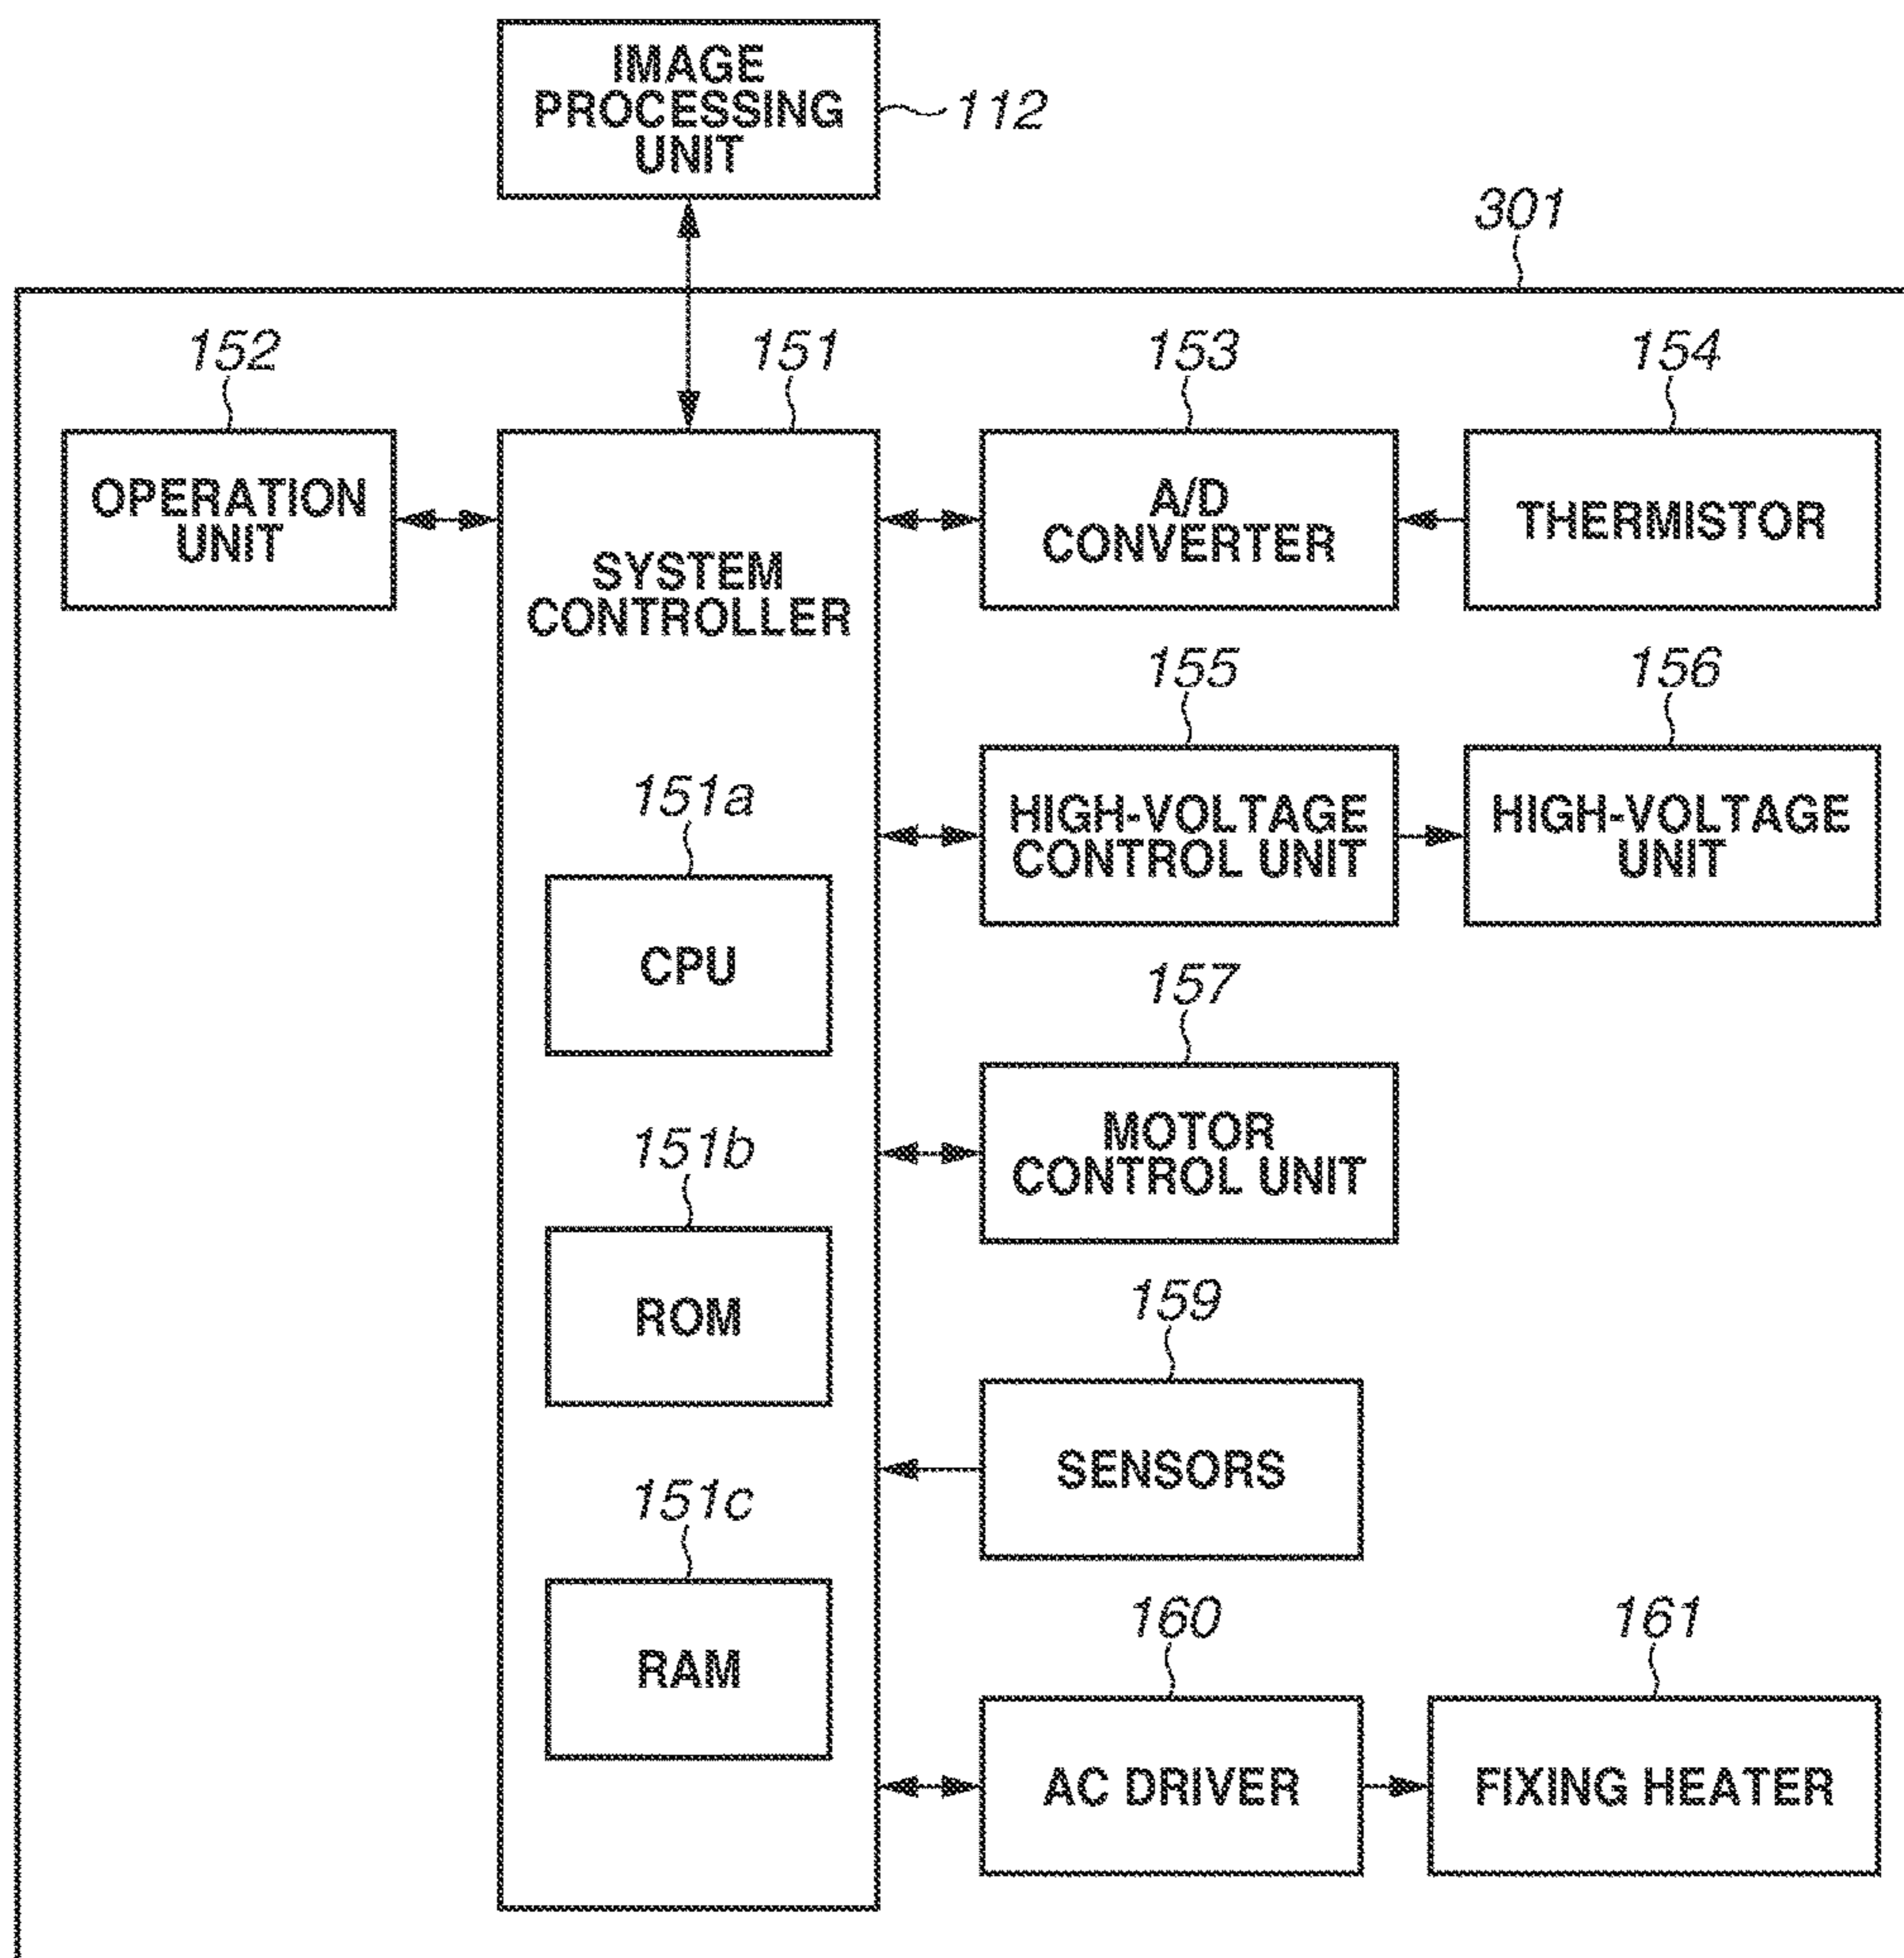 IMAGE
PROCESSING
UNIT
112
301
152
151
153
154
OPERATION
UNIT
SYSTEM
CONTROLLER
A/D
CONVERTER
THERMISTOR
155
156
HIGH-VOLTAGE
CONTROL UNIT
HIGH-VOLTAGE
UNIT
151a
CPU
157
MOTOR
CONTROL UNIT
151b
ROM
159
SENSORS
151c
RAM
160
161
AC DRIVER
FIXING HEATER